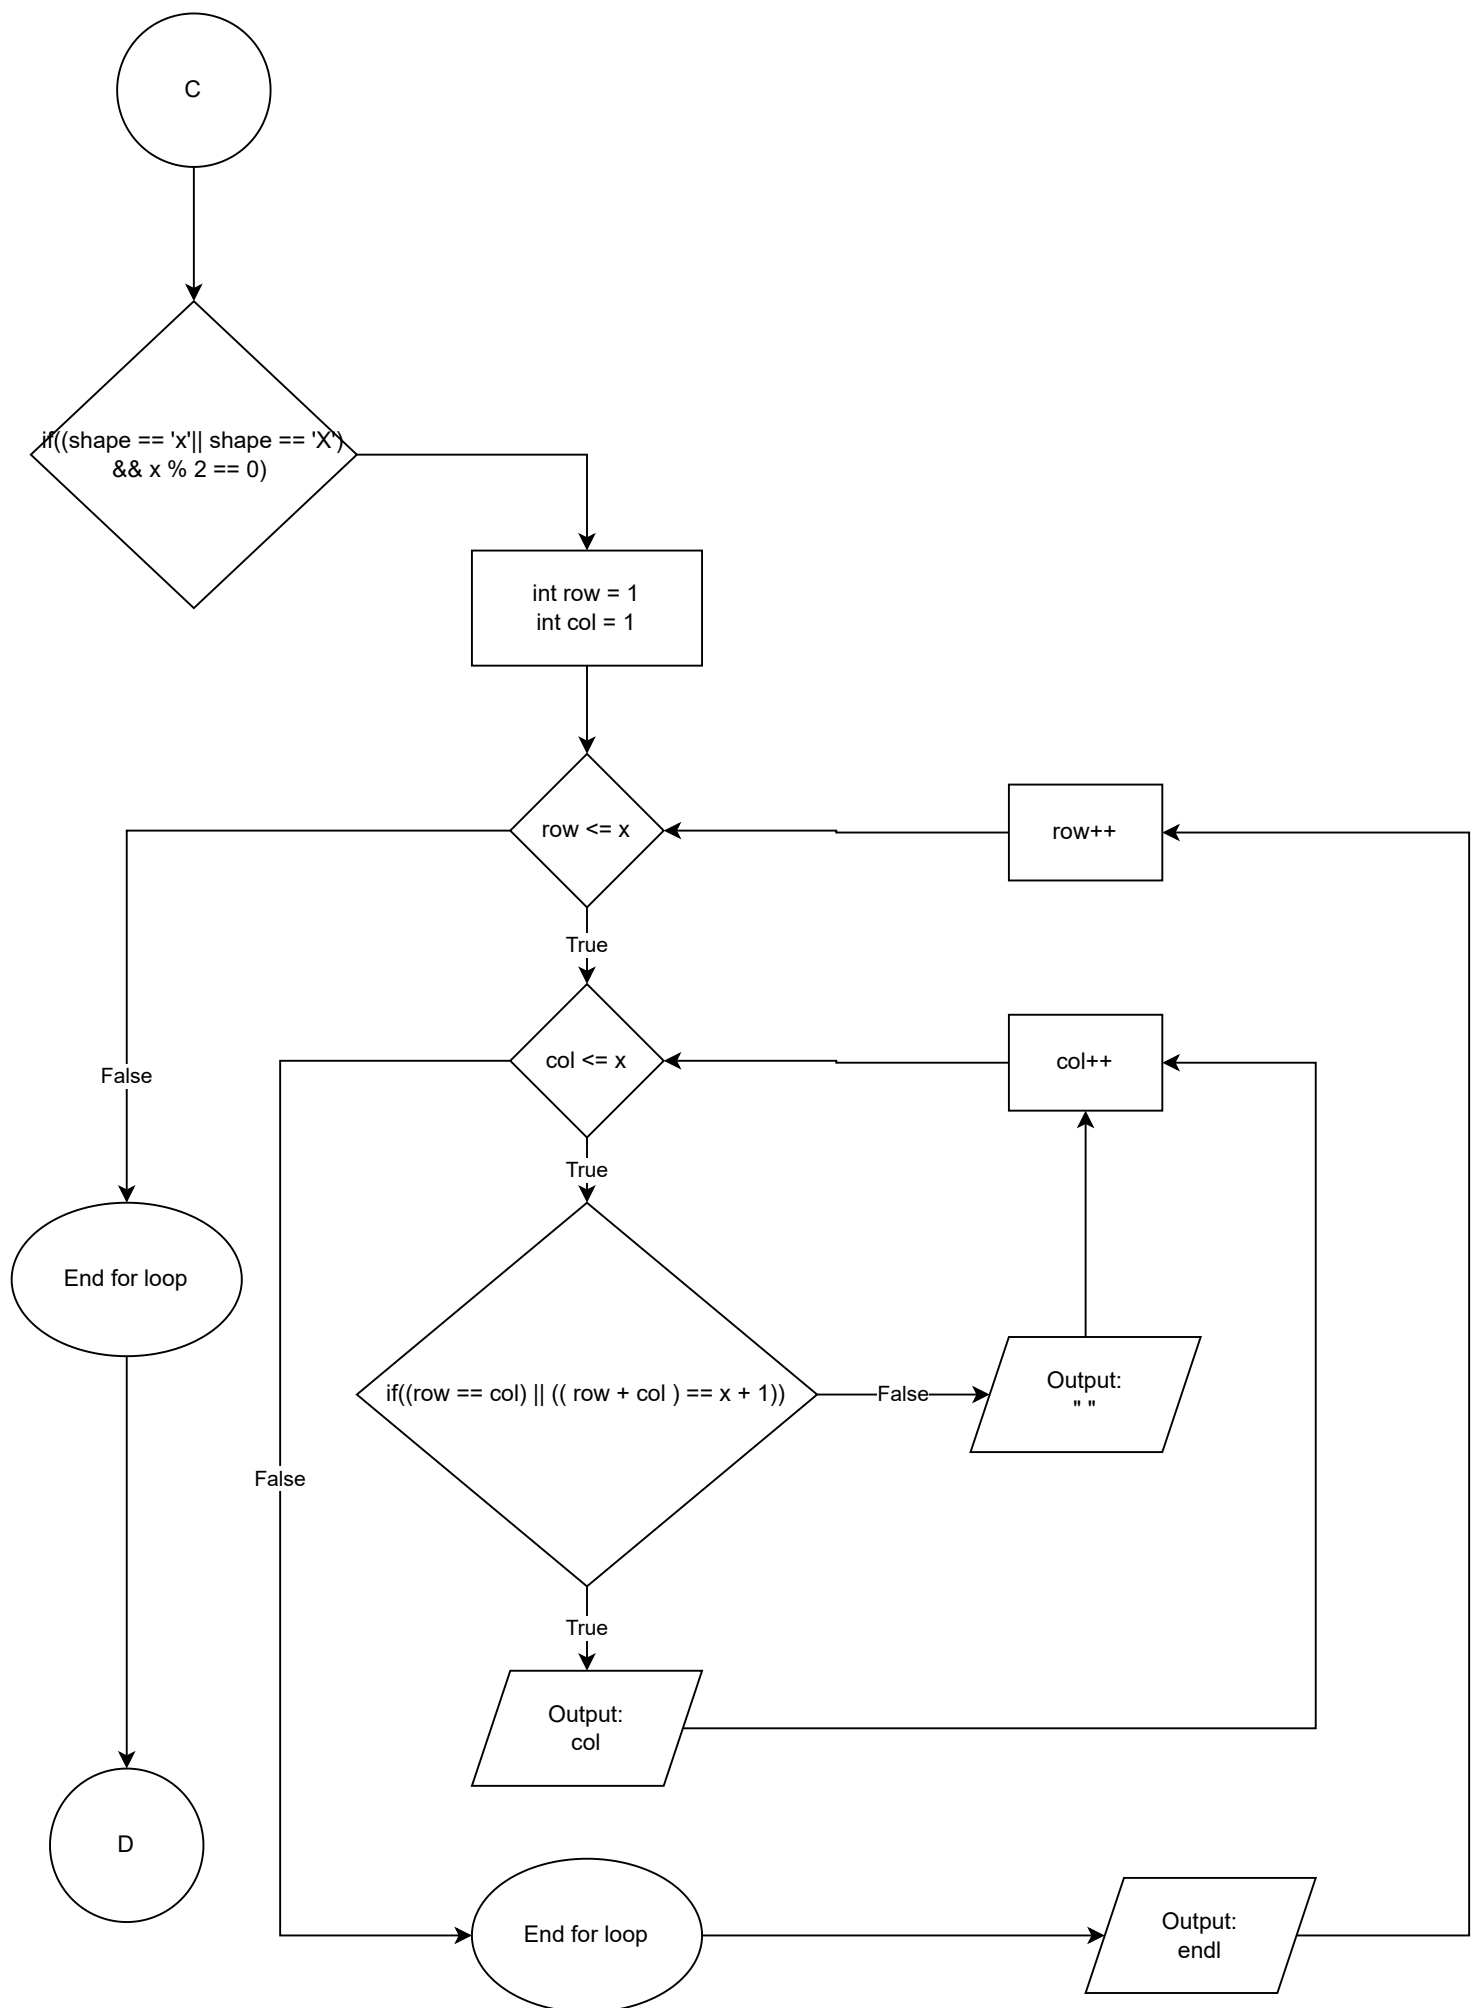 C
if((shape == 'x'|| shape == 'X')
&& x % 2 == 0)
int row = 1
int col = 1
row <= x
row++
True
False
col <= x
col++
True
End for loop
if((row == col) || (( row + col ) == x + 1))
False
Output:
" "
False
True
Output:
col
D
End for loop
Output:
endl